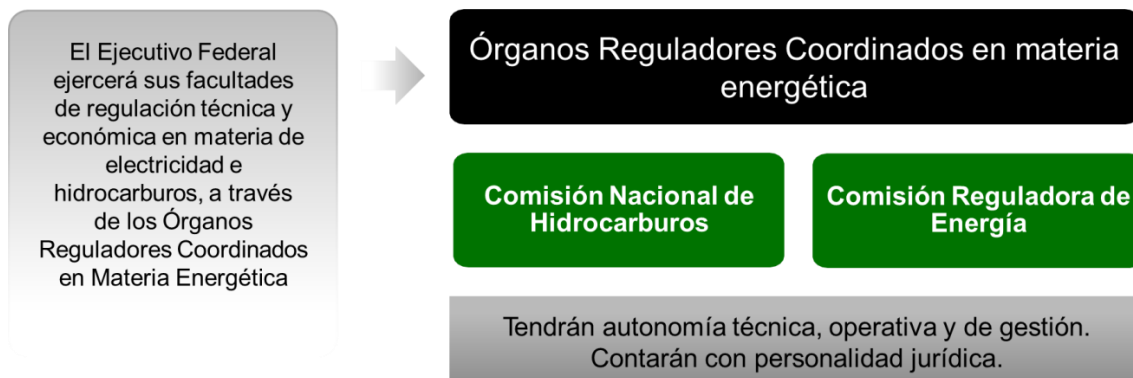 El Ejecutivo Federal
ejercerá sus facultades
de regulación técnica y
económica en materia de
electricidad e
hidrocarburos, a través
de los Órganos
Reguladores Coordinados
en Materia Energética
Órganos Reguladores Coordinados en materia
energética
Comisión Nacional de
Hidrocarburos
Comisión Reguladora de
Energía
Tendrán autonomía técnica, operativa y de gestión.
Contarán con personalidad jurídica.